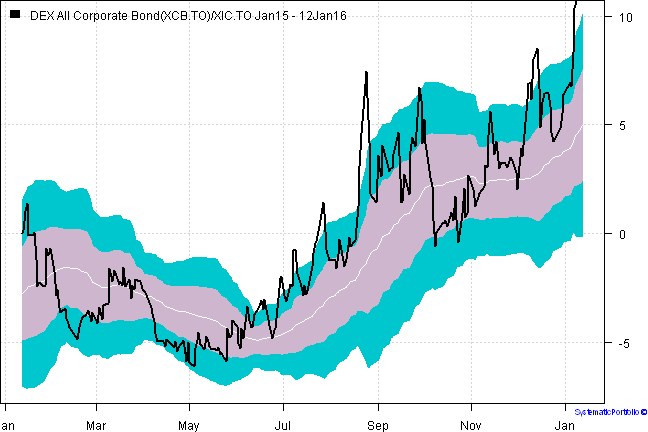 DEX All Corporate Bond(XCB.TO)/XIC.TO Jan15 - 12Jan16
10
5
0
-5
an Mar May Jul Sep Nov Jan
SystematicPortfolio ©